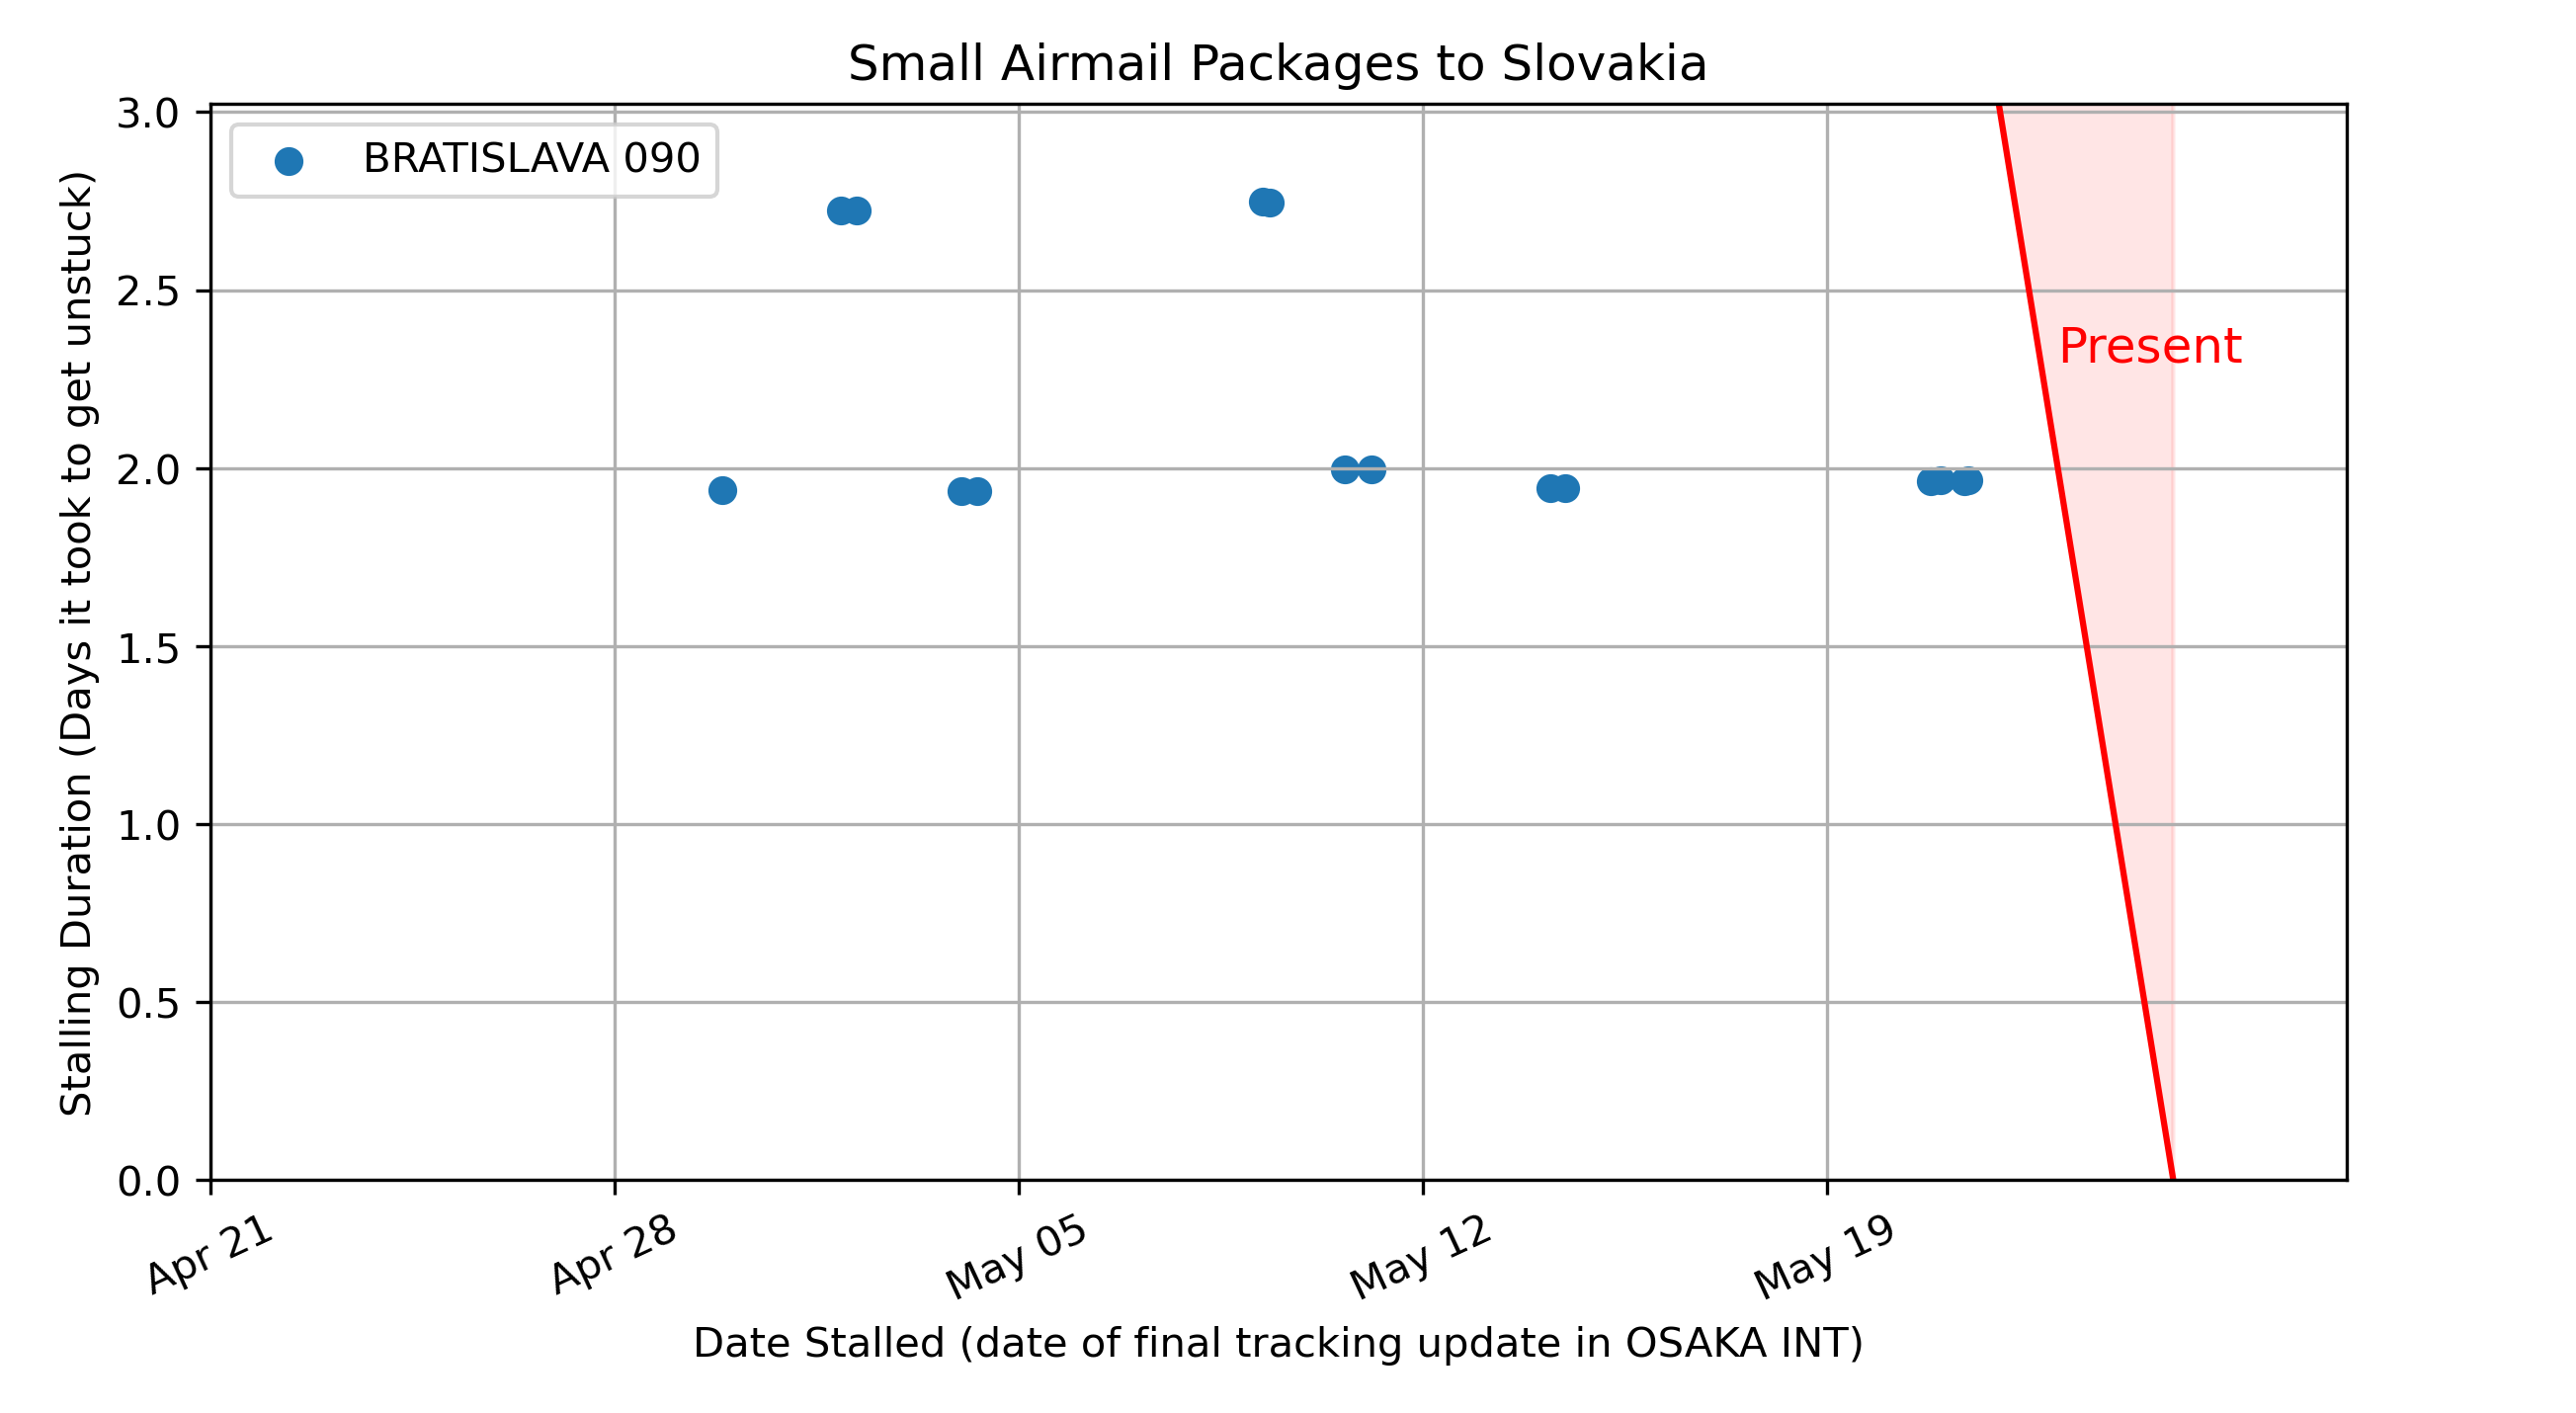 Small Airmail Packages to Slovakia
BRATISLAVA 090
Present
Stalling Duration (Days it took to get unstuck)
3.0
2.5
2.0
1.5
1.0
0.5
0.0
Apr 21
Apr 28
May 05
May 12
May 19
Date Stalled (date of final tracking update in OSAKA INT)